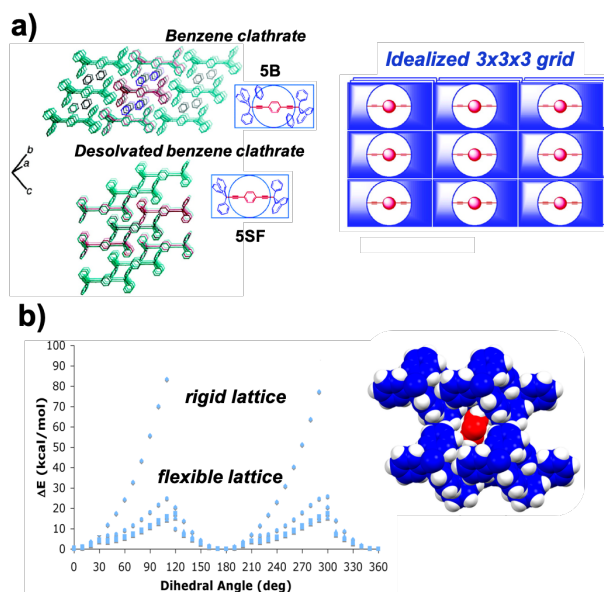 a)
Benzene clathrate
5B
Idealized 3x3x3 grid
b
a
c
Desolvated benzene clathrate
5SF
b)
ΔE (kcal/mol)
100
90
80
70
60
50
40
30
20
10
0
rigid lattice
flexible lattice
0 30 60 90 120 150 180 210 240 270 300 330 360
Dihedral Angle (deg)